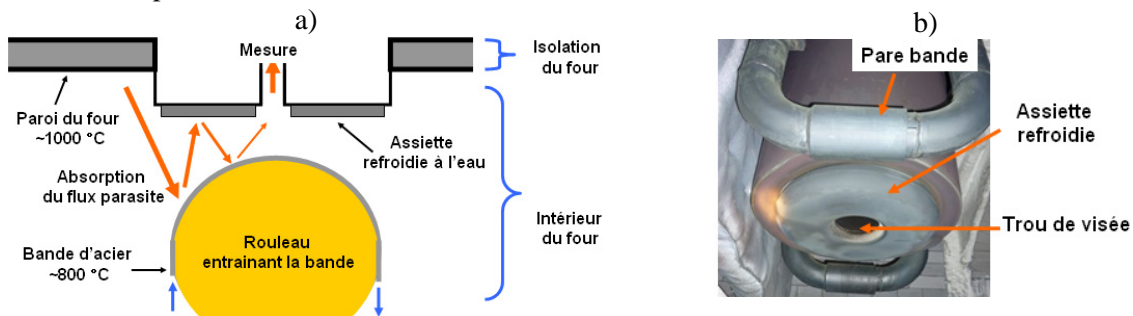 a)
Mesure
Isolation
du four
Paroi du four
~1000 °C
Assiette
refroidie à l'eau
Absorption
du flux parasite
Bande d'acier
~800 °C
Rouleau
entrainant la bande
Intérieur
du four
b)
Pare bande
Assiette
refroidie
Trou de visée